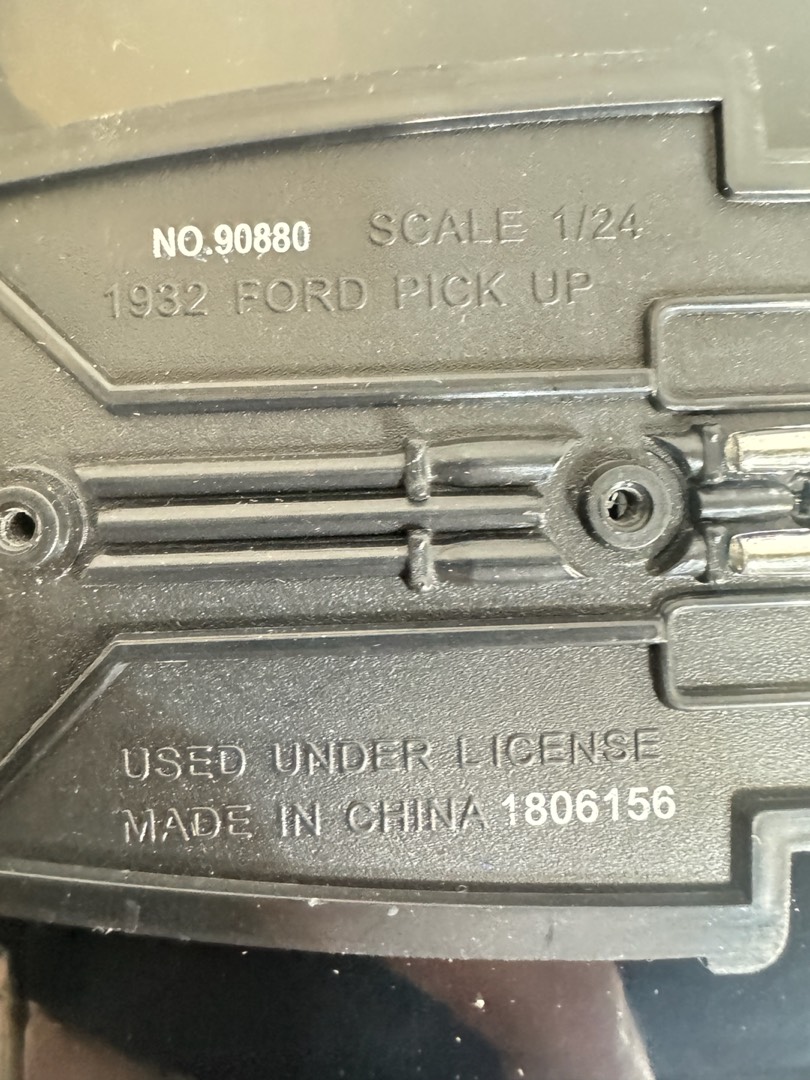 NO.90880 SCALE 1/24
1932 FORD PICK UP
USED UNDER LICENSE
MADE IN CHINA 1806156